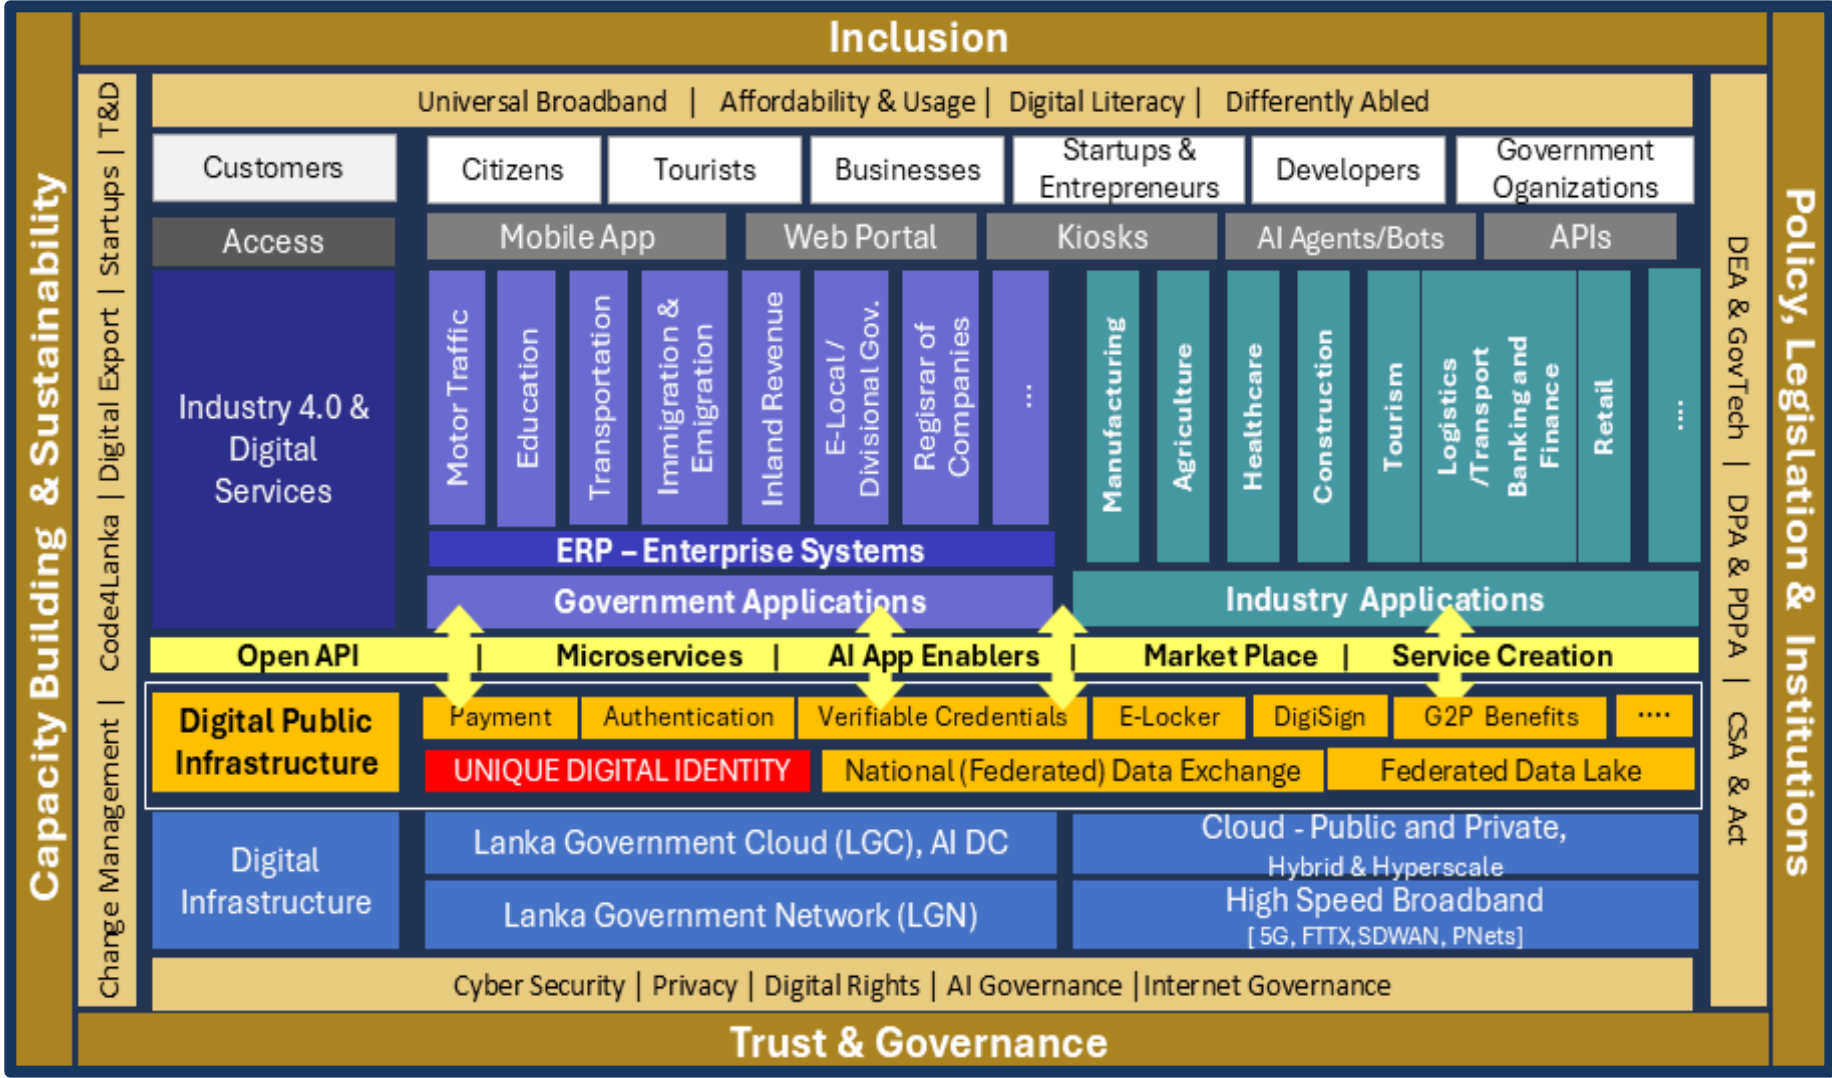 Inclusion
Universal Broadband | Affordability & Usage | Digital Literacy | Differently Abled
Capacity Building & Sustainability
Change Management | Code4Lanka | Digital Export | Startups | T&D
Customers
Citizens
Tourists
Businesses
Startups &
Entrepreneurs
Developers
Government
Oganizations
Access
Mobile App
Web Portal
Kiosks
AI Agents/Bots
APIs
Industry 4.0 &
Digital
Services
Motor Traffic
Education
Transportation
Immigration &
Emigration
Inland Revenue
E-Local /
Divisional Gov.
Regisrar of
Companies
...
Manufacturing
Agriculture
Healthcare
Construction
Tourism
Logistics
/Transport
Banking and
Finance
Retail
....
ERP – Enterprise Systems
Government Applications
Industry Applications
Open API | Microservices | AI App Enablers | Market Place | Service Creation
Digital Public
Infrastructure
Payment
Authentication
Verifiable Credentials
E-Locker
DigiSign
G2P Benefits
....
UNIQUE DIGITAL IDENTITY
National (Federated) Data Exchange
Federated Data Lake
Digital
Infrastructure
Lanka Government Cloud (LGC), AI DC
Cloud - Public and Private,
Hybrid & Hyperscale
Lanka Government Network (LGN)
High Speed Broadband
[ 5G, FTTX,SDWAN, PNets]
DEA & GovTech | DPA & PDPA | CSA & Act
Policy, Legislation & Institutions
Cyber Security | Privacy | Digital Rights | AI Governance |Internet Governance
Trust & Governance